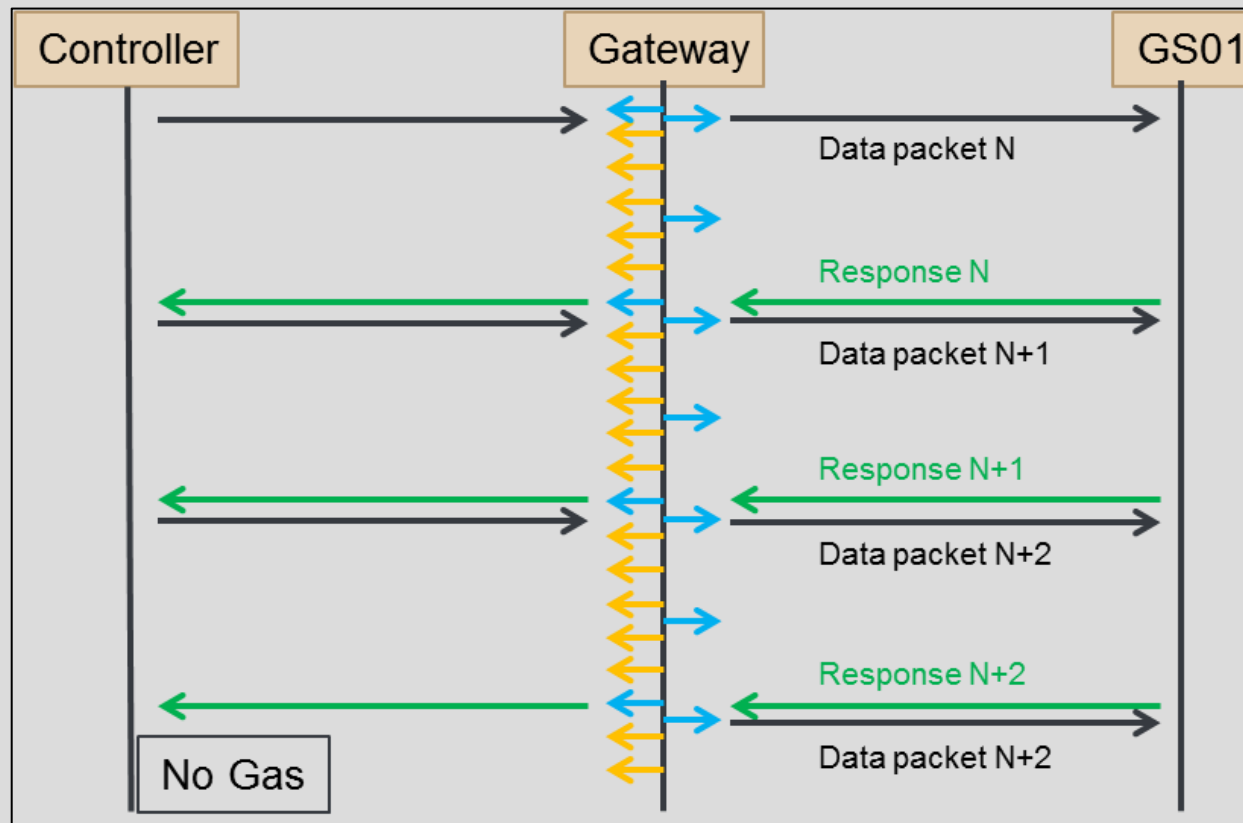 Controller
Gateway
GS01
Data packet N
Response N
Data packet N+1
Response N+1
Data packet N+2
Response N+2
Data packet N+2
No Gas